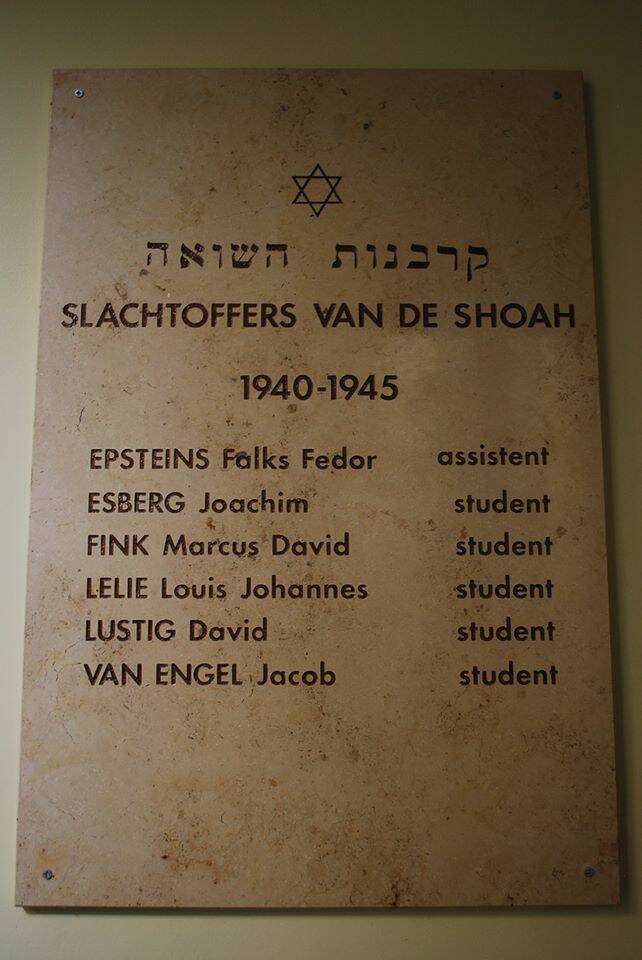 קרבנות השואה
SLACHTOFFERS VAN DE SHOAH
1940-1945
EPSTEINS Falks Fedor assistent
ESBERG Joachim student
FINK Marcus David student
LELIE Louis Johannes student
LUSTIG David student
VAN ENGEL Jacob student